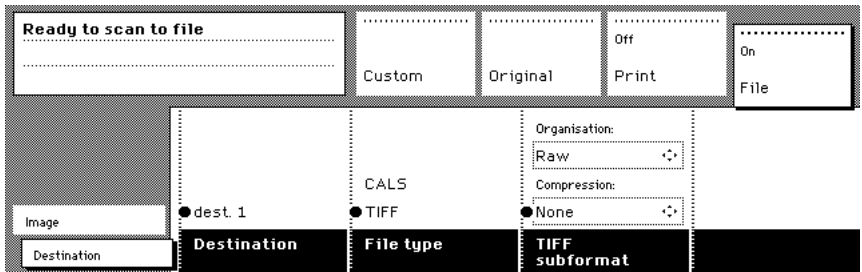 Ready to scan to file
Custom
Original
Off
Print
On
File
Image
Destination
dest. 1
Destination
CALS
TIFF
File type
Organisation:
Raw
Compression:
None
TIFF
subformat